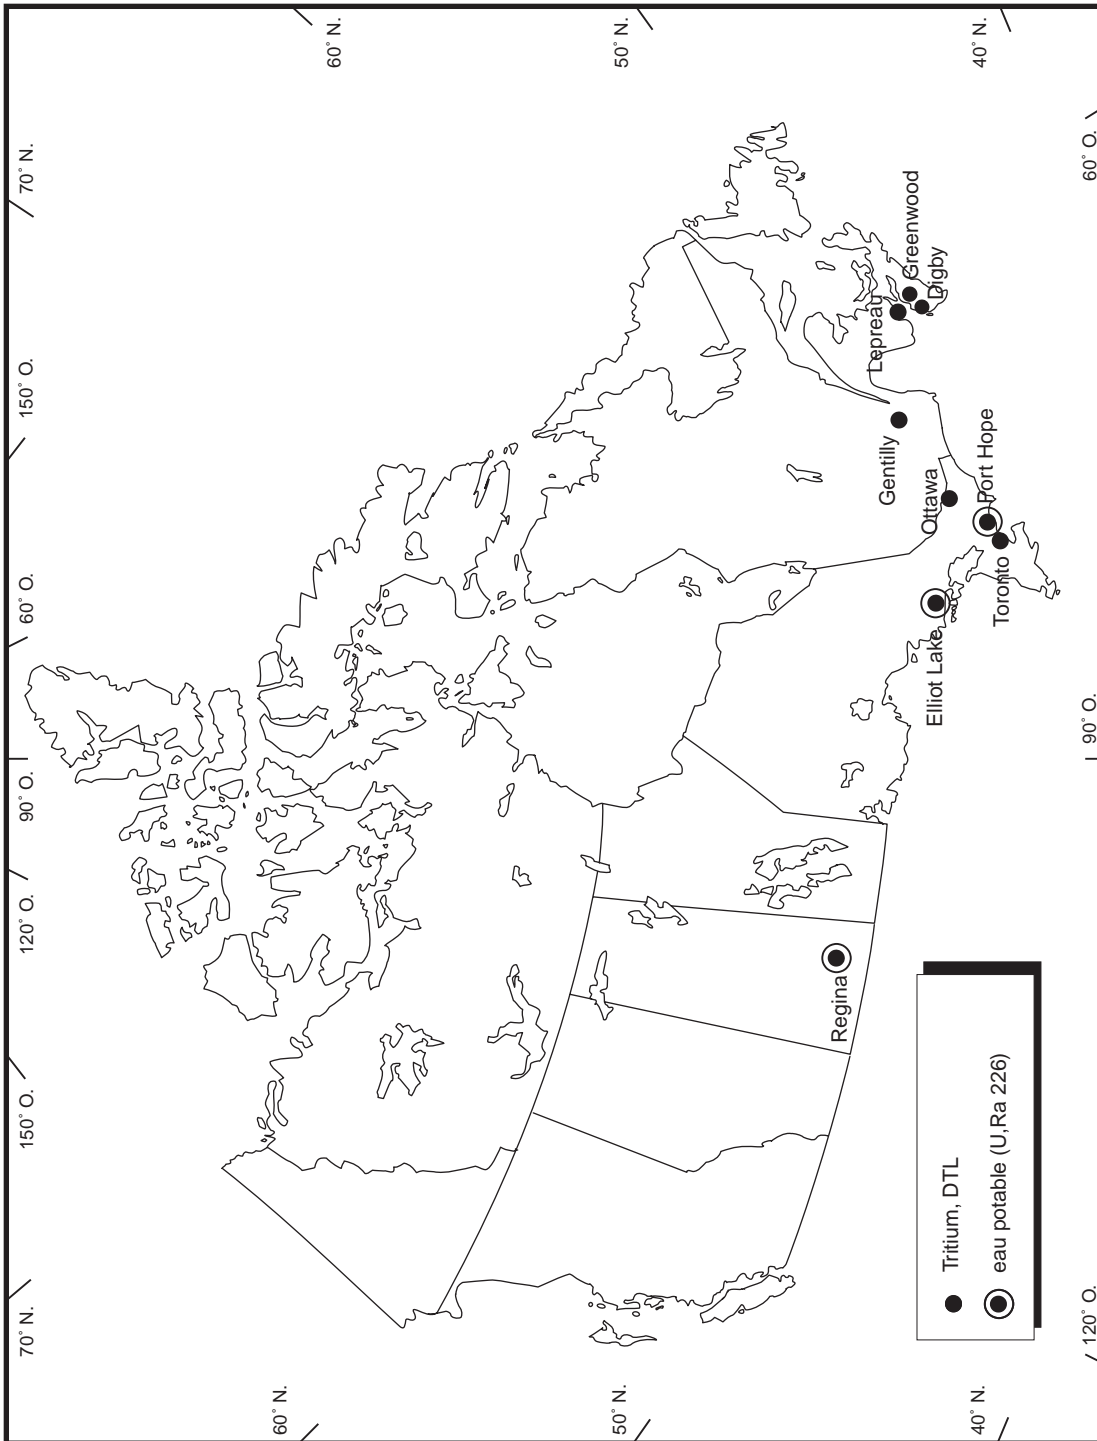 70° N.
150° O.
120° O.
90° O.
60° O.
150° O.
70° N.
60° N.
60° N.
50° N.
50° N.
Regina
Lepreau
Gentilly
Greenwood
Digby
Ottawa
Elliot Lake
Port Hope
Toronto
Tritium, DTL
eau potable (U,Ra 226)
40° N.
40° N.
120° O.
90° O.
60° O.